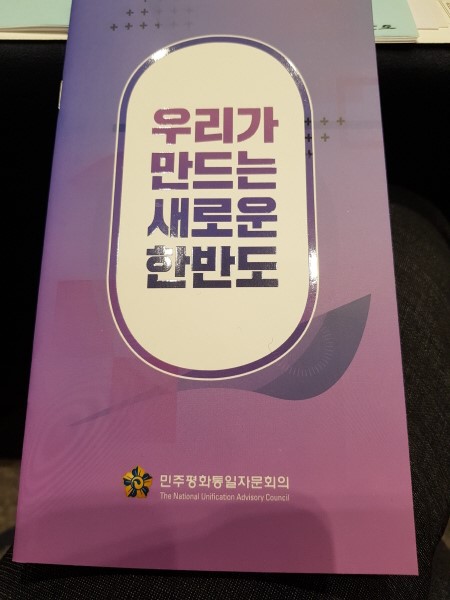 우리가
만드는
새로운
한반도
민주평화통일자문회의
The National Unification Advisory Council